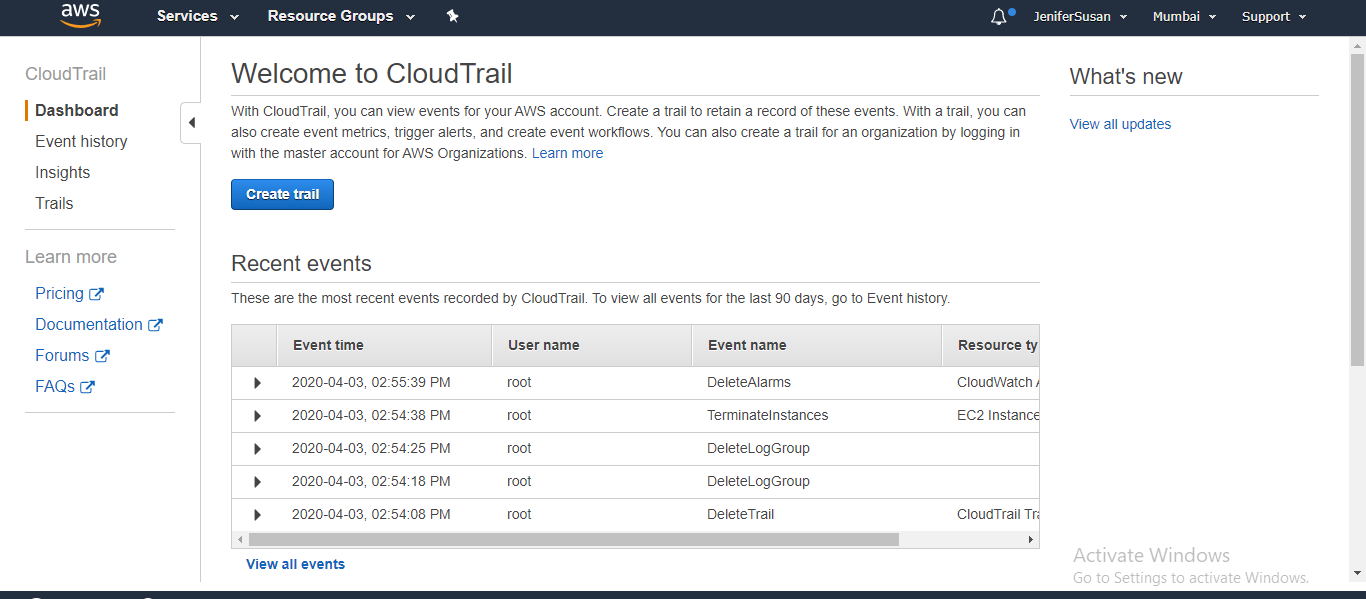 aws Services Resource Groups JeniferSusan Mumbai Support
CloudTrail
Dashboard
Event history
Insights
Trails
Learn more
Pricing
Documentation
Forums
FAQs
Welcome to CloudTrail
With CloudTrail, you can view events for your AWS account. Create a trail to retain a record of these events. With a trail, you can
also create event metrics, trigger alerts, and create event workflows. You can also create a trail for an organization by logging in
with the master account for AWS Organizations. Learn more
Create trail
Recent events
These are the most recent events recorded by CloudTrail. To view all events for the last 90 days, go to Event history.
Event time User name Event name Resource ty
2020-04-03, 02:55:39 PM root DeleteAlarms CloudWatch A
2020-04-03, 02:54:38 PM root TerminateInstances EC2 Instance
2020-04-03, 02:54:25 PM root DeleteLogGroup
2020-04-03, 02:54:18 PM root DeleteLogGroup
2020-04-03, 02:54:08 PM root DeleteTrail CloudTrail Tra
View all events
What's new
View all updates
Activate Windows
Go to Settings to activate Windows.